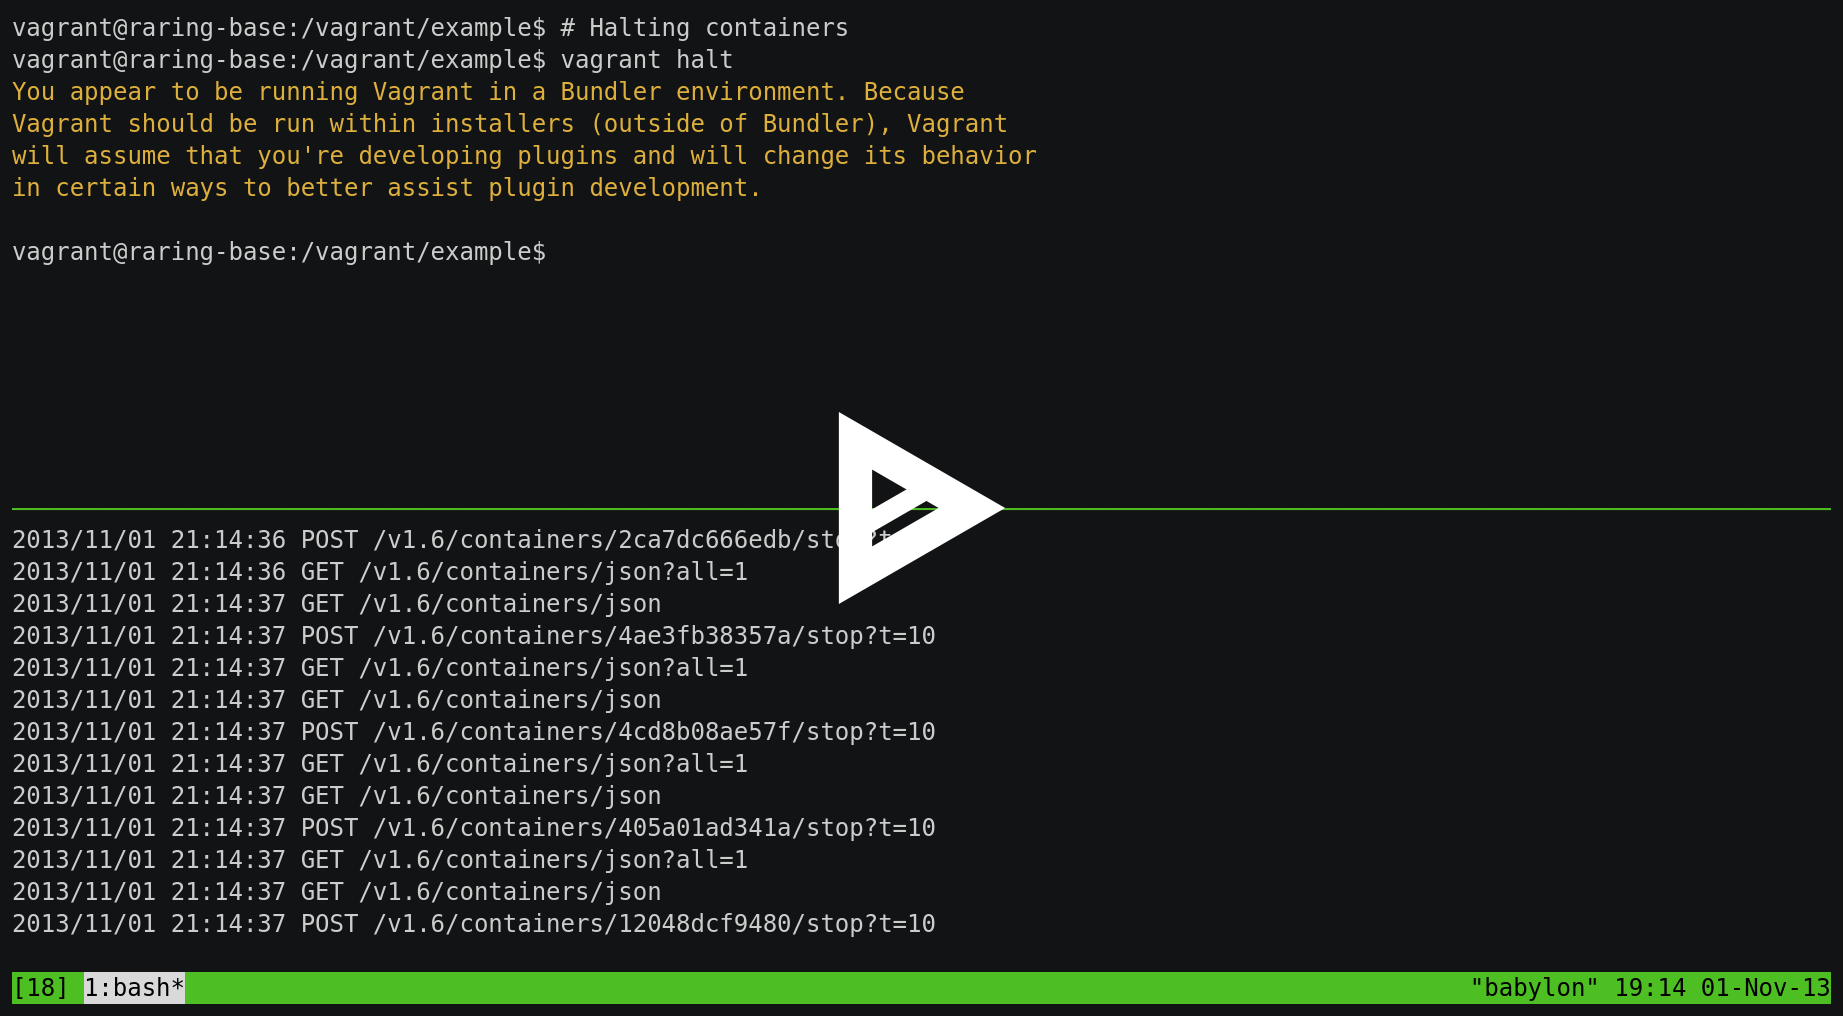 vagrant@raring-base:/vagrant/example$ # Halting containers
vagrant@raring-base:/vagrant/example$ vagrant halt
You appear to be running Vagrant in a Bundler environment. Because
Vagrant should be run within installers (outside of Bundler), Vagrant
will assume that you're developing plugins and will change its behavior
in certain ways to better assist plugin development.
vagrant@raring-base:/vagrant/example$
2013/11/01 21:14:36 POST /v1.6/containers/2ca7dc666edb/
2013/11/01 21:14:36 GET /v1.6/containers/json?all=1
2013/11/01 21:14:37 GET /v1.6/containers/json
2013/11/01 21:14:37 POST /v1.6/containers/4ae3fb38357a/stop?t=10
2013/11/01 21:14:37 GET /v1.6/containers/json?all=1
2013/11/01 21:14:37 GET /v1.6/containers/json
2013/11/01 21:14:37 POST /v1.6/containers/4cd8b08ae57f/stop?t=10
2013/11/01 21:14:37 GET /v1.6/containers/json?all=1
2013/11/01 21:14:37 GET /v1.6/containers/json
2013/11/01 21:14:37 POST /v1.6/containers/405a01ad341a/stop?t=10
2013/11/01 21:14:37 GET /v1.6/containers/json?all=1
2013/11/01 21:14:37 GET /v1.6/containers/json
2013/11/01 21:14:37 POST /v1.6/containers/12048dcf9480/stop?t=10
[18] 1:bash* "babylon" 19:14 01-Nov-13